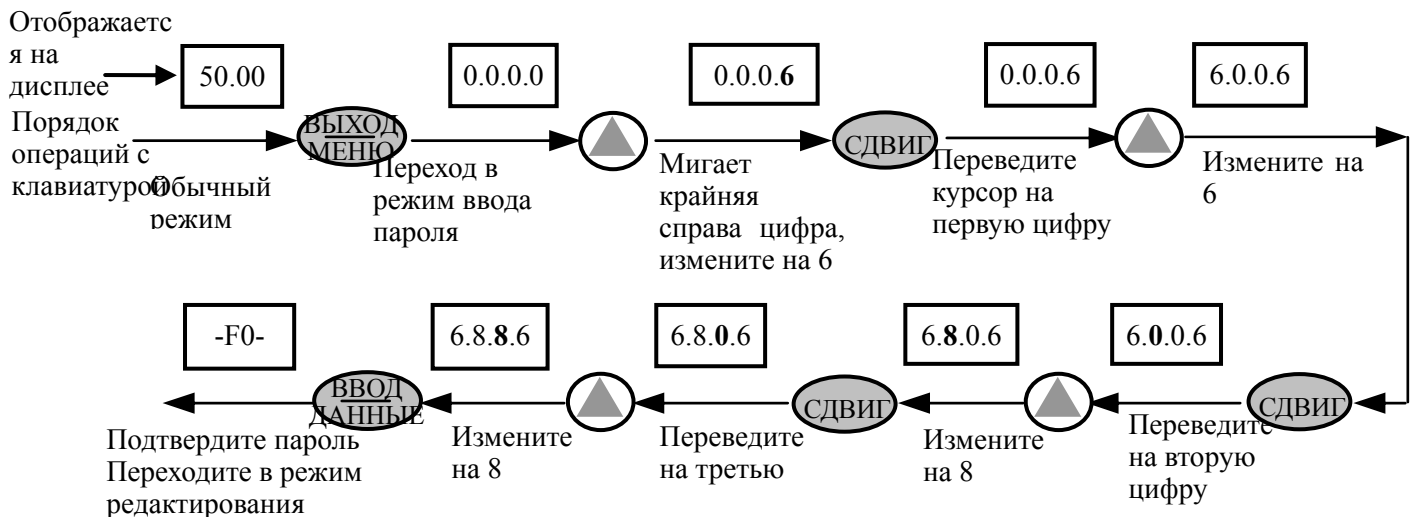 Отображаетс
я на
дисплее
50.00
0.0.0.0
0.0.0.6
0.0.0.6
6.0.0.6
Порядок
операций с
клавиатурой
Обычный
режим
ВЫХОД
МЕНЮ
Переход в
режим ввода
пароля
Мигает
крайняя
справа цифра,
измените на 6
СДВИГ
Переведите
курсор на
первую цифру
Измените на
6
-F0-
6.8.8.6
6.8.0.6
6.8.0.6
6.0.0.6
ВВОД
ДАННЫЕ
СДВИГ
СДВИГ
Подтвердите пароль
Переходите в режим
редактирования
Измените
на 8
Переведите
на третью
Измените
на 8
Переведите
на вторую
цифру